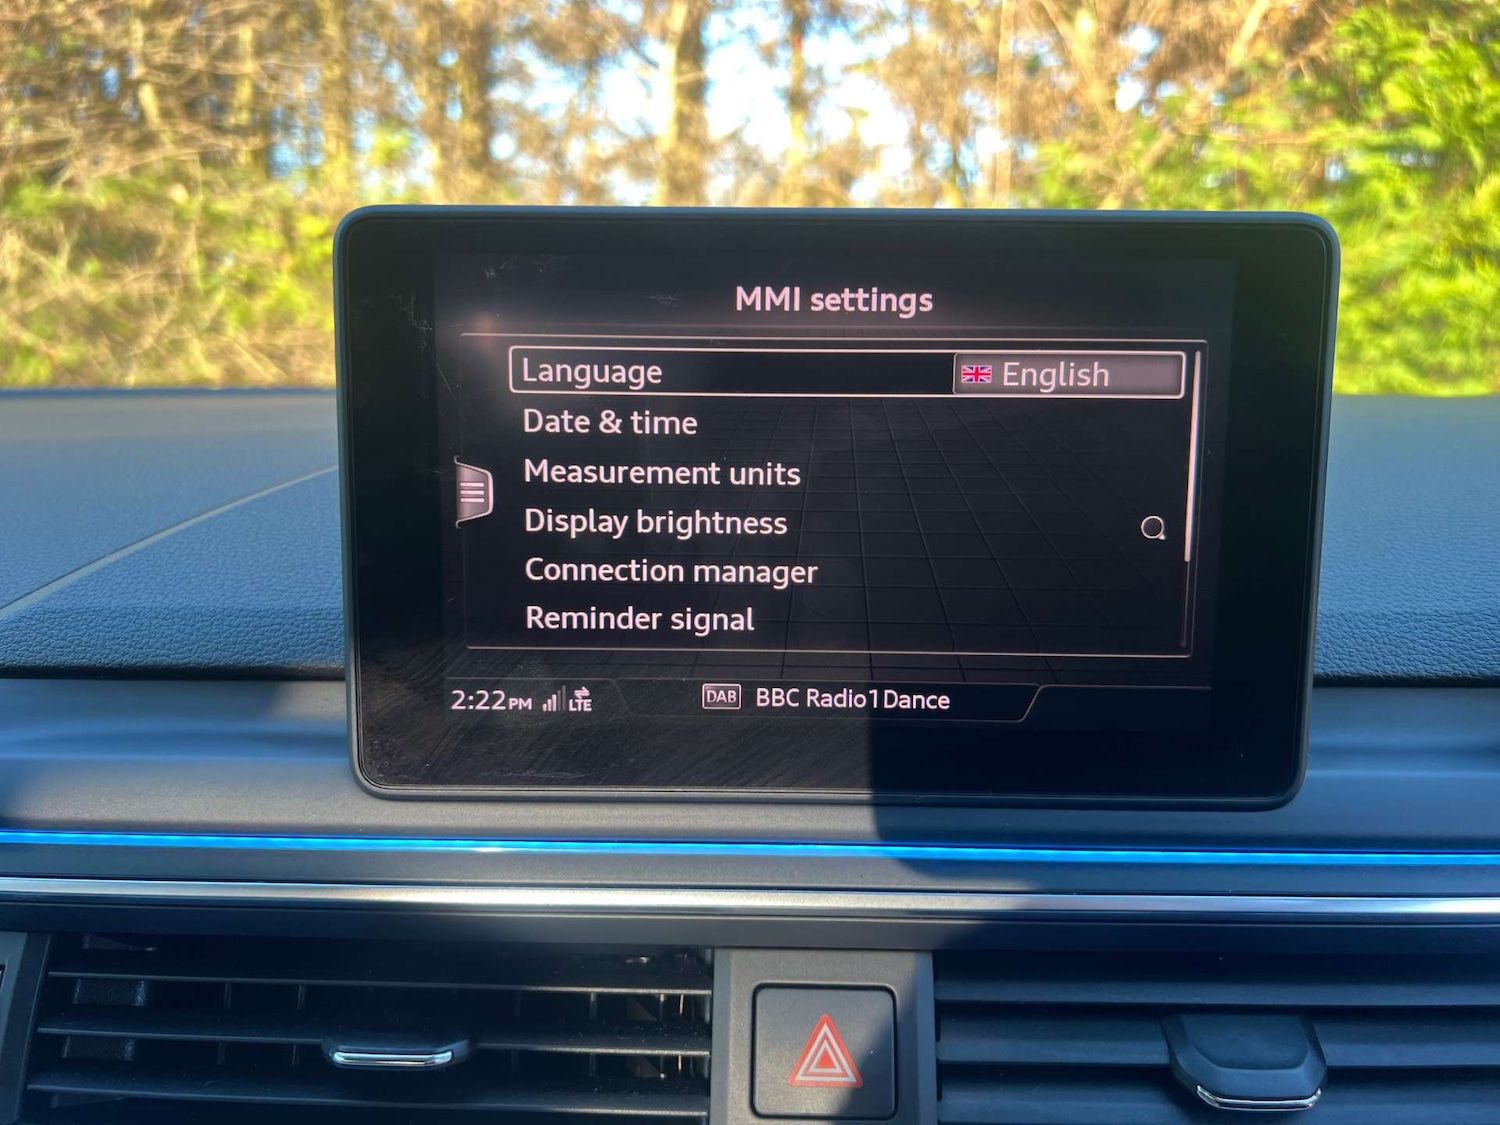 MMI settings
Language English
Date & time
Measurement units
Display brightness
Connection manager
Reminder signal
2:22PM LTE DAB BBC Radio1Dance